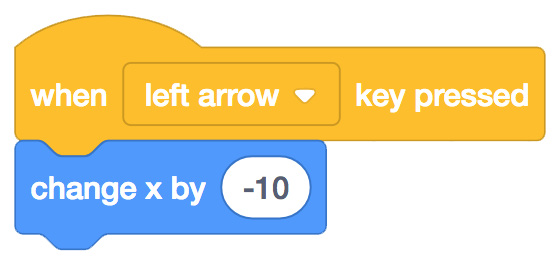 when left arrow key pressed
change x by -10